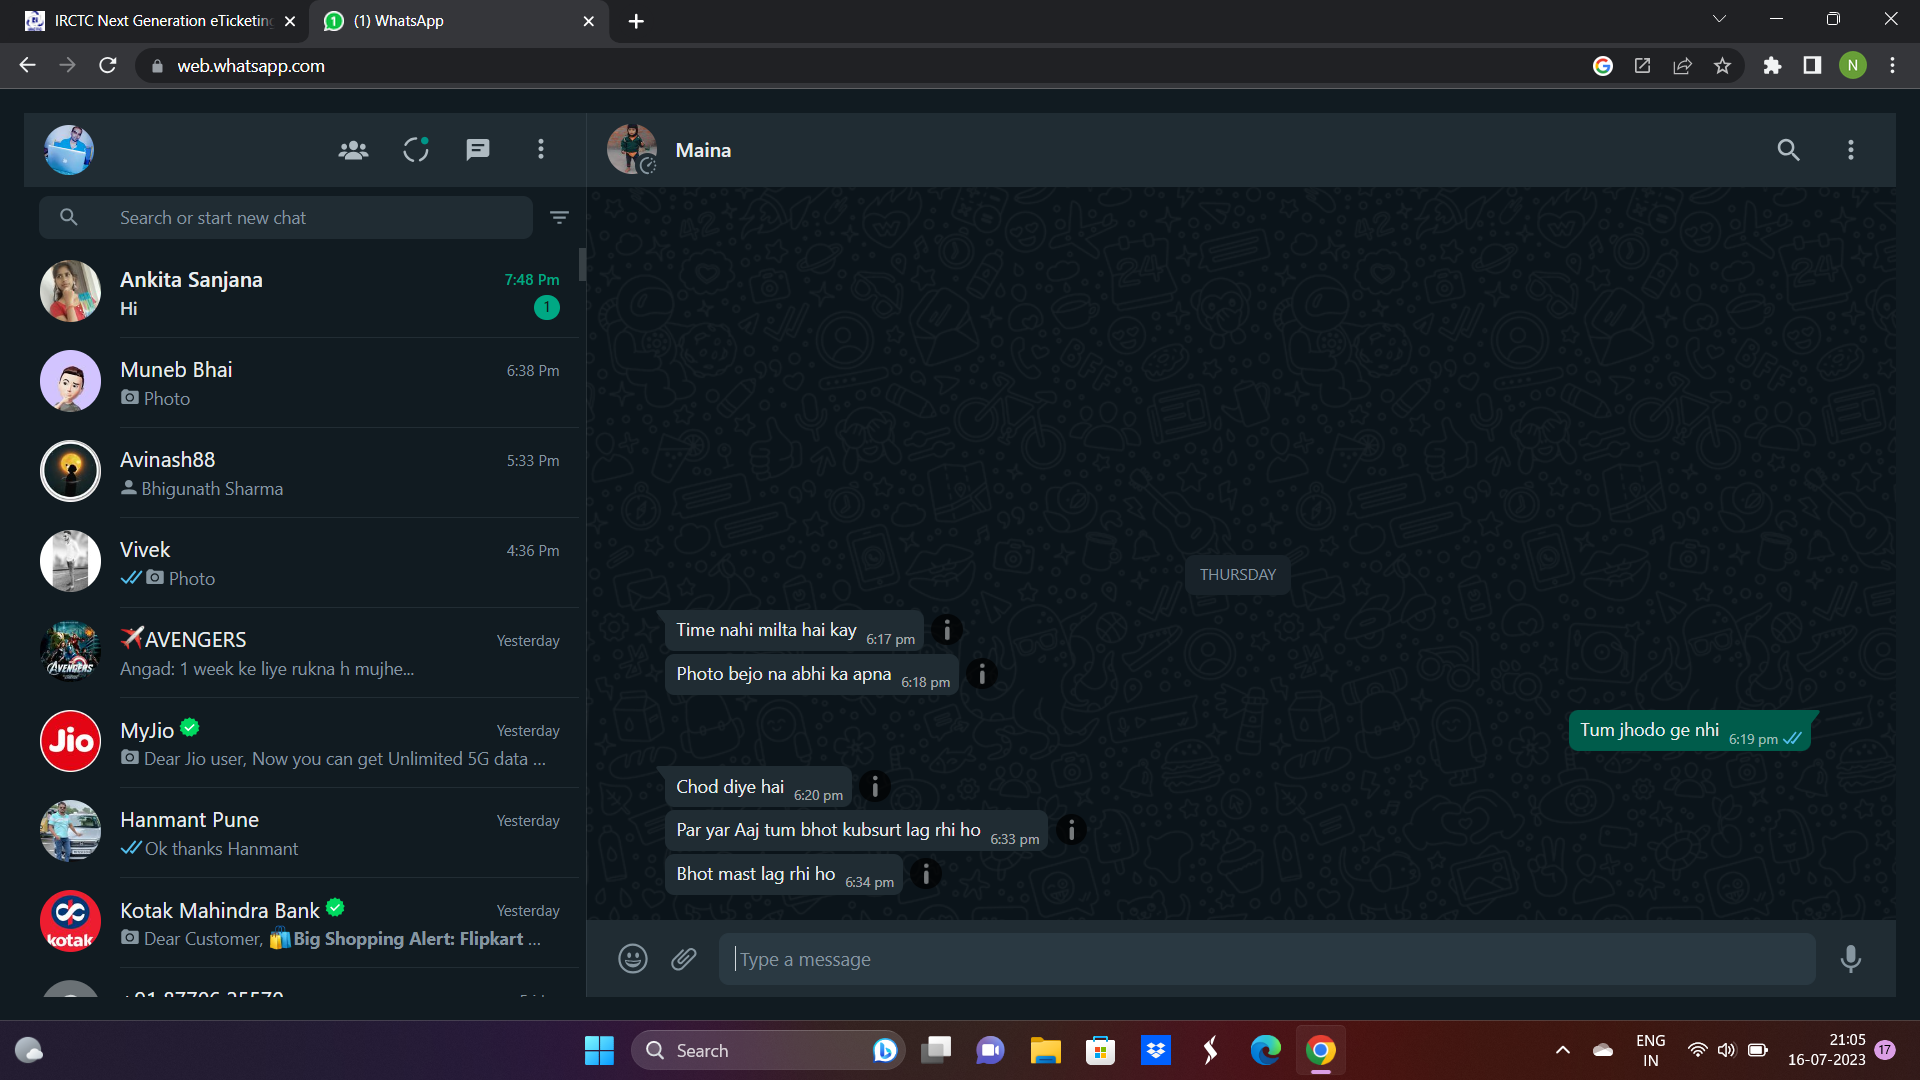 IRCTC Next Generation eTicketing
(1) WhatsApp
web.whatsapp.com
N
Maina
Search or start new chat
Ankita Sanjana
7:48 Pm
Hi
1
Muneb Bhai
6:38 Pm
Photo
Avinash88
5:33 Pm
Bhigunath Sharma
Vivek
4:36 Pm
Photo
AVENGERS
Yesterday
Angad: 1 week ke liye rukna h mujhe...
MyJio
Yesterday
Jio
Dear Jio user, Now you can get Unlimited 5G data ...
Hanmant Pune
Yesterday
Ok thanks Hanmant
Kotak Mahindra Bank
Yesterday
kotak
Dear Customer, 🛍️Big Shopping Alert: Flipkart ...
THURSDAY
Time nahi milta hai kay 6:17 pm
Photo bejo na abhi ka apna 6:18 pm
Tum jhodo ge nhi 6:19 pm
Chod diye hai 6:20 pm
Par yar Aaj tum bhot kubsurt lag rhi ho 6:33 pm
Bhot mast lag rhi ho 6:34 pm
Type a message
Search
ENG
IN
21:05
16-07-2023
17